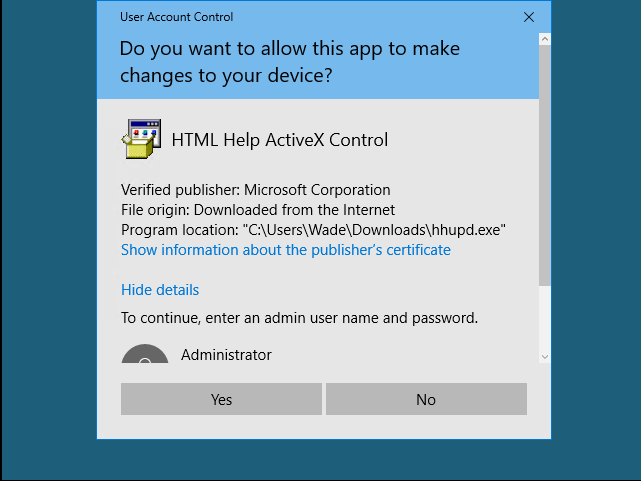 User Account Control
Do you want to allow this app to make
changes to your device?
HTML Help ActiveX Control
Verified publisher: Microsoft Corporation
File origin: Downloaded from the Internet
Program location: "C:\Users\Wade\Downloads\hhupd.exe"
Show information about the publisher's certificate
Hide details
To continue, enter an admin user name and password.
Administrator
Yes
No